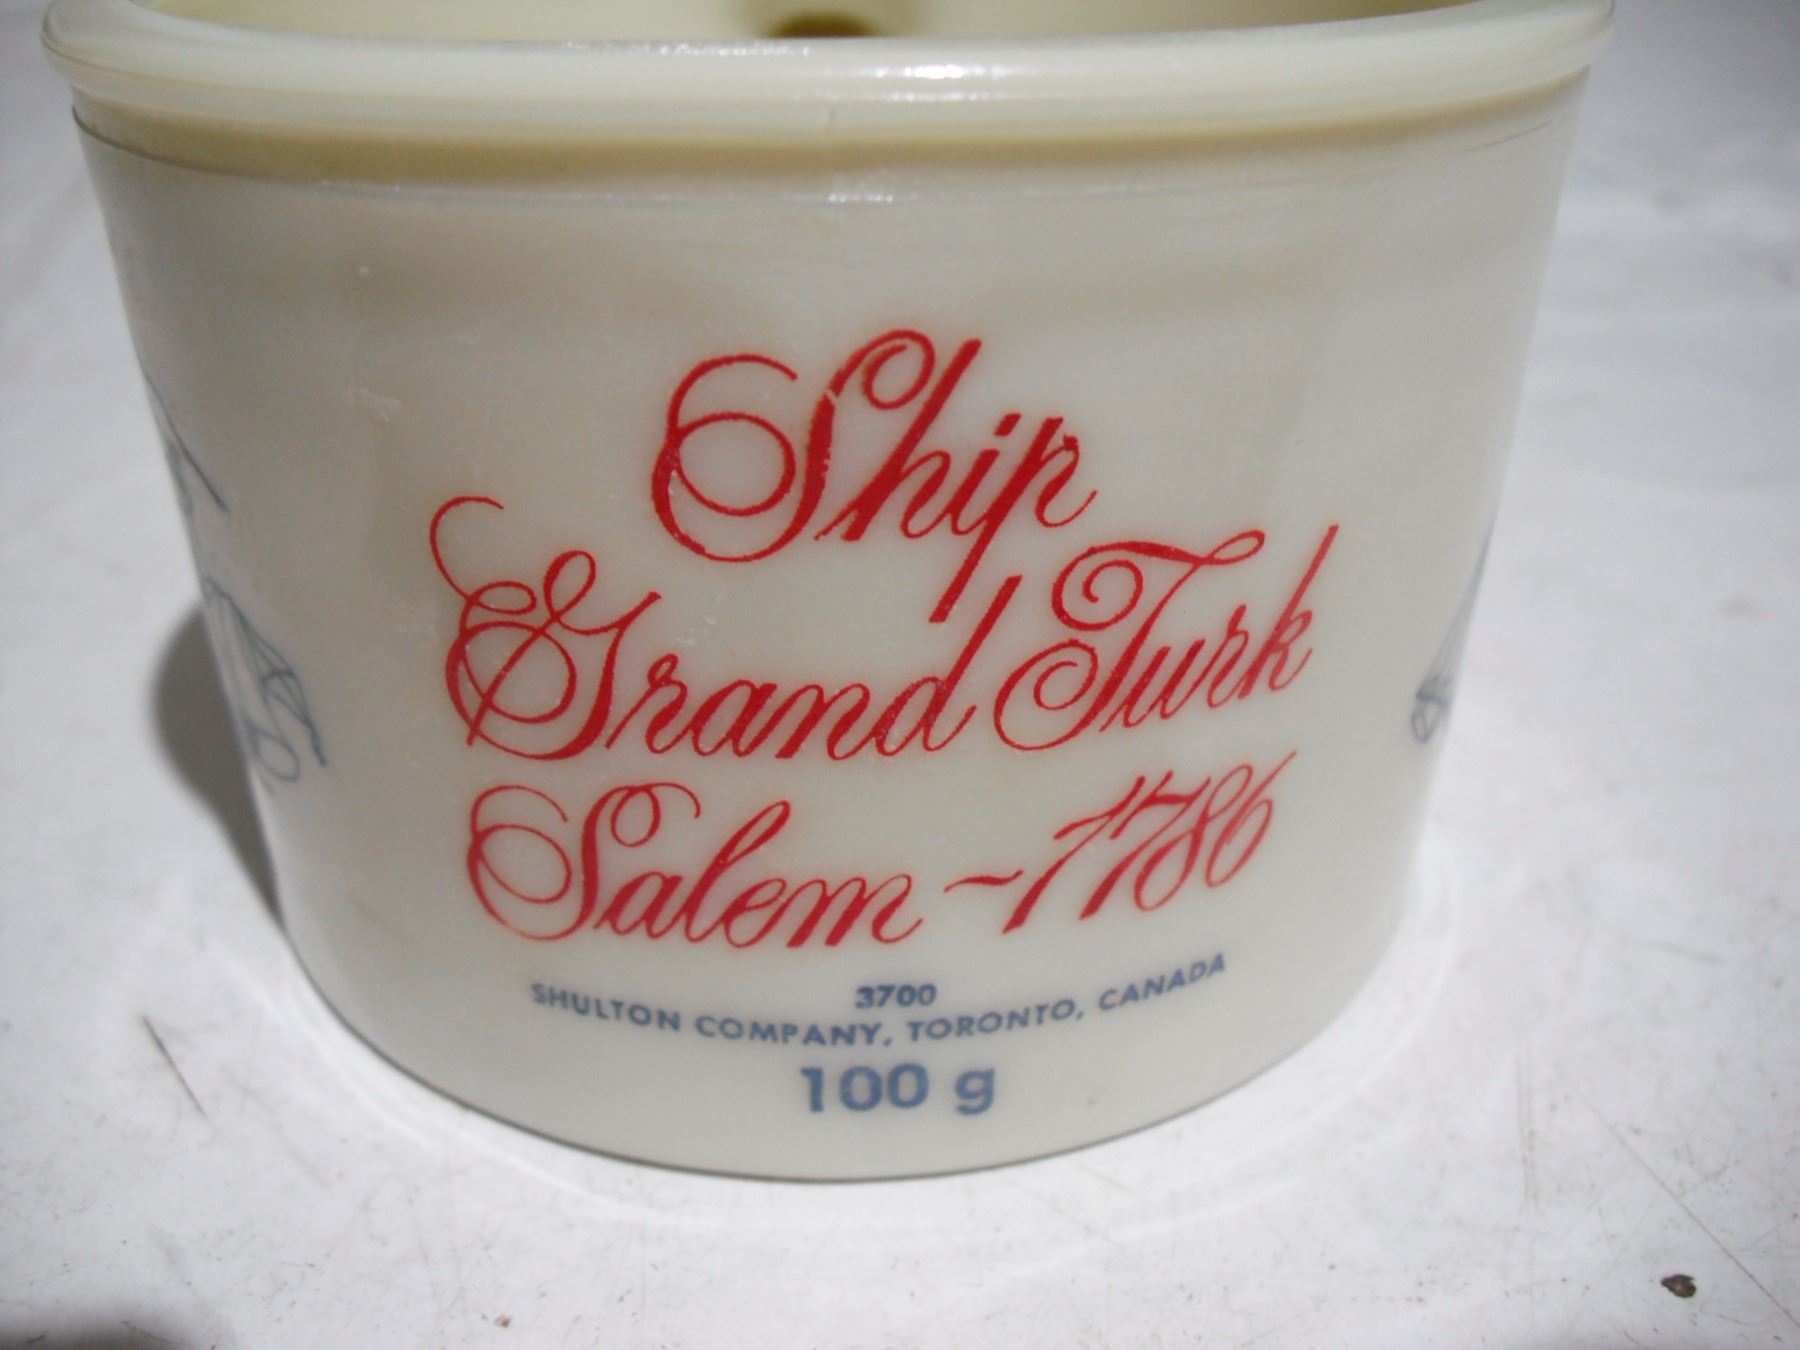 Ship
Grand Turk
Salem ~ 1786
3700
SHULTON COMPANY, TORONTO, CANADA
100 g